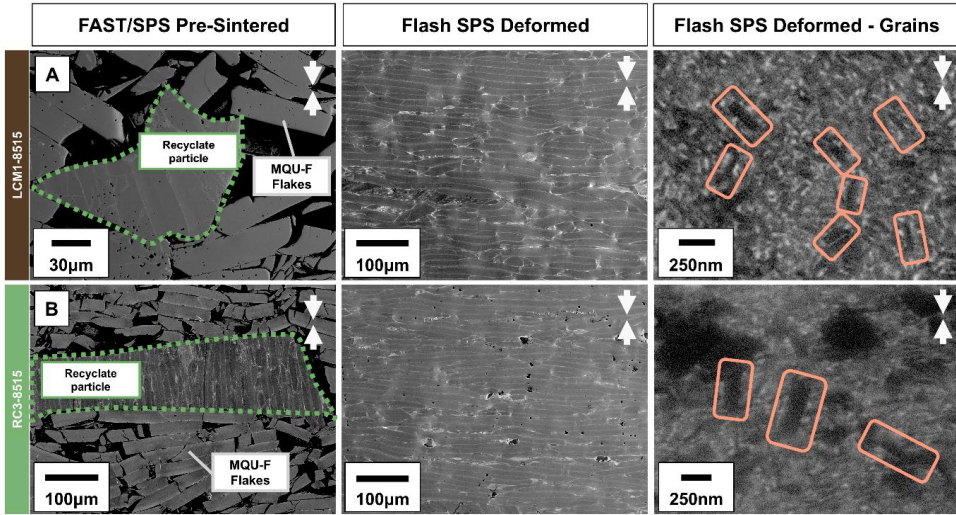 FAST/SPS Pre-Sintered
Flash SPS Deformed
Flash SPS Deformed - Grains
LCM1-8515
A
Recyclate
particle
MQU-F
Flakes
30µm
100µm
250nm
RC3-8515
B
Recyclate
particle
MQU-F
Flakes
100µm
100µm
250nm